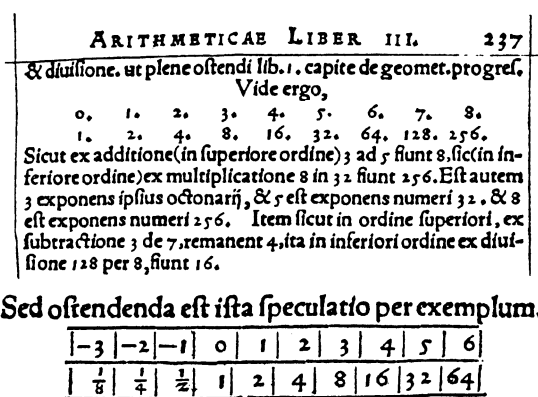 ARITHMETICAE LIBER III. 237
& diuiſione. ut plene oſtendi lib. 1. capite de geomet. progreſ.
Vide ergo,
0. 1. 2. 3. 4. 5. 6. 7. 8.
1. 2. 4. 8. 16. 32. 64. 128. 256.
Sicut ex additione (in ſuperiore ordine) 3 ad 5 fiunt 8, ſic (in in-
feriore ordine) ex multiplicatione 8 in 32 fiunt 256. Eſt autem
3 exponens ipſius octonarij, & 5 eſt exponens numeri 32. & 8
eſt exponens numeri 256. Item ſicut in ordine ſuperiori, ex
ſubtractione 3 de 7, remanent 4, ita in inferiori ordine ex diui-
ſione 128 per 8, fiunt 16.
Sed oſtendenda eſt iſta ſpeculatio per exemplum.
|−3|−2|−1| 0| 1| 2| 3| 4| 5| 6|
| 1/8| 1/4| 1/2| 1| 2| 4| 8|16|32|64|